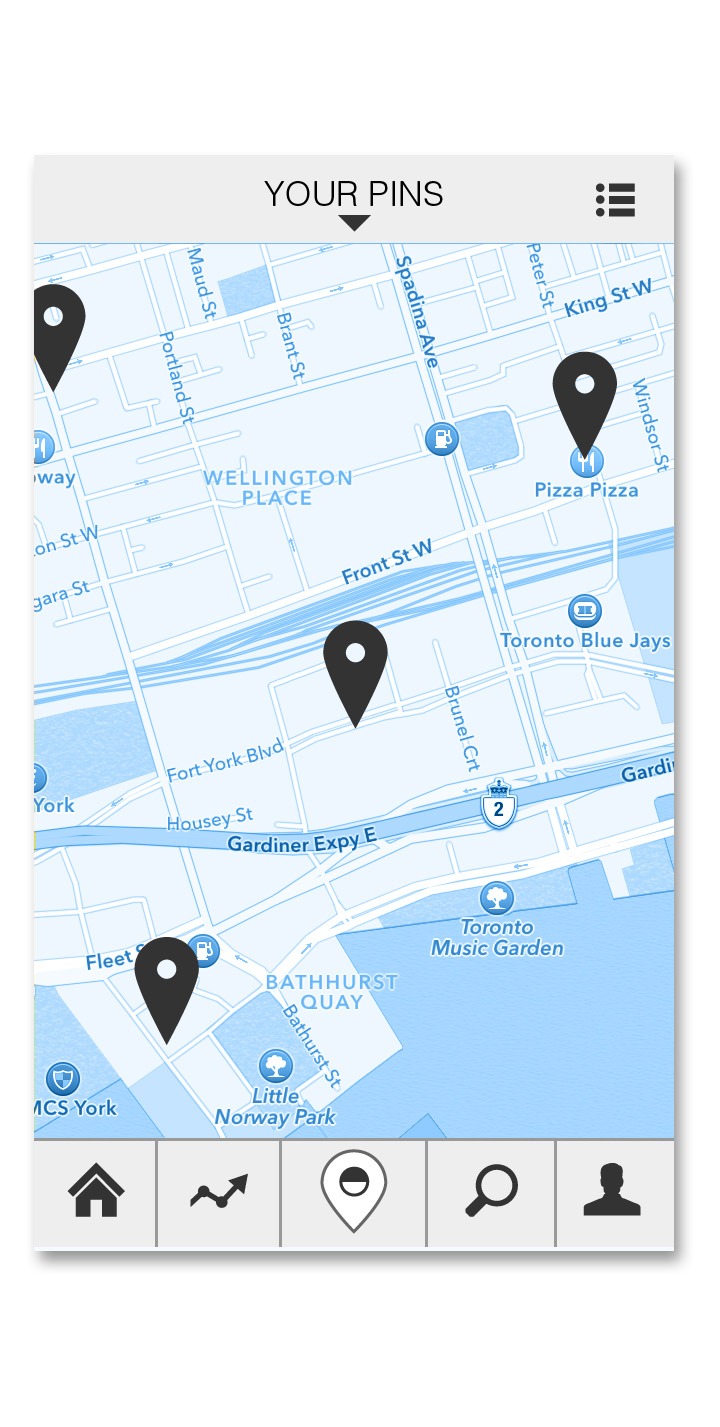 YOUR PINS
Maud St
Spadina Ave
Peter St
King St W
Brant St
Portland St
Windsor St
way
WELLINGTON
PLACE
Pizza Pizza
on St W
Front St W
gara St
Toronto Blue Jays
Brunel Crt
Fort York Blvd
Gardi
York
2
Housey St
Gardiner Expy E
Toronto
Music Garden
Fleet S
BATHHURST
QUAY
Bathurst St
MCS York
Little
Norway Park